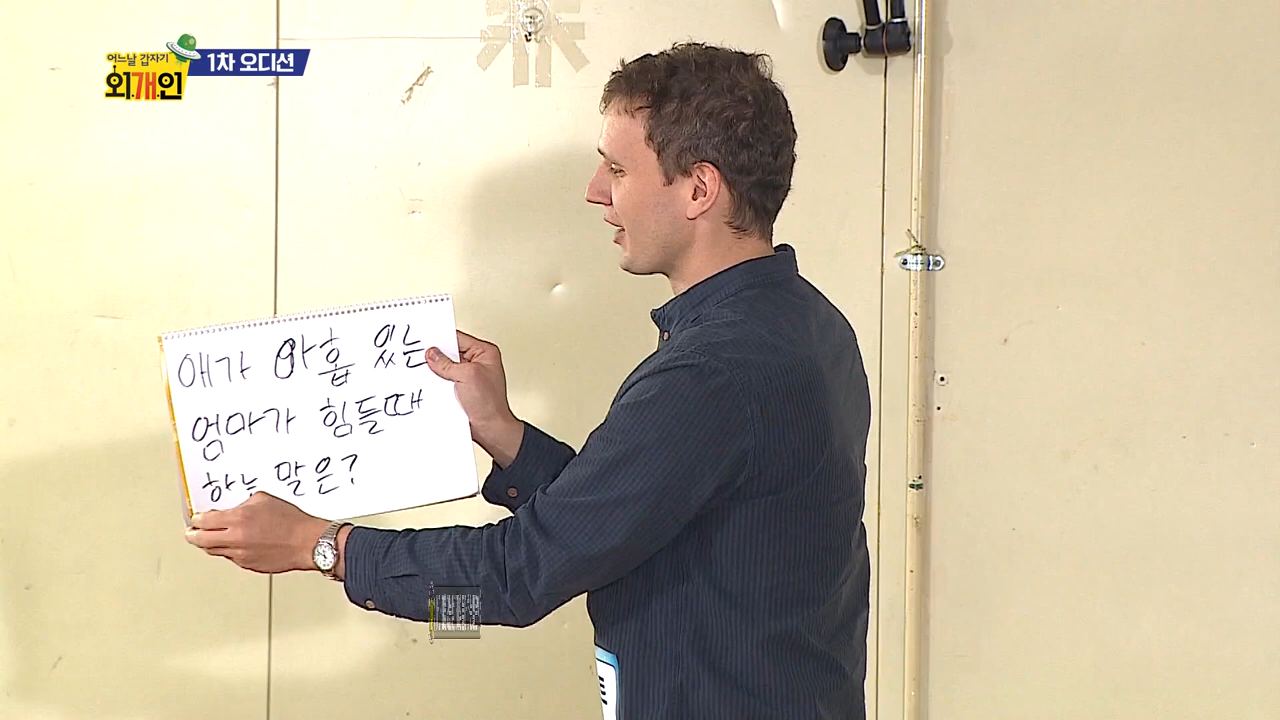 어느날 갑자기
외.개.인
1차 오디션
애가 아홉 있는
엄마가 힘들때
하는 말은?